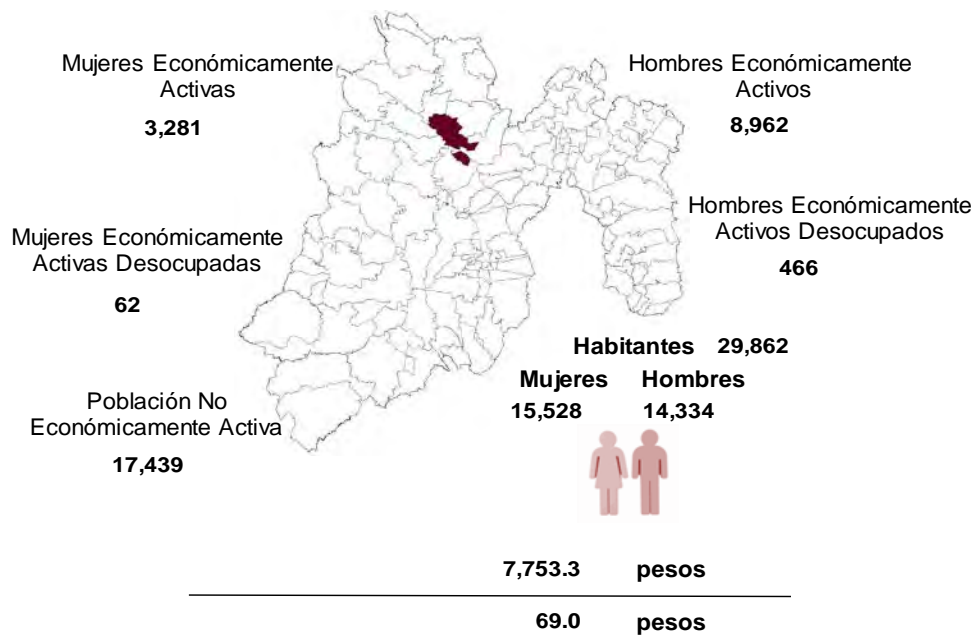 Mujeres Económicamente
Activas
3,281
Hombres Económicamente
Activos
8,962
Mujeres Económicamente
Activas Desocupadas
62
Hombres Económicamente
Activos Desocupados
466
Habitantes 29,862
Mujeres Hombres
15,528 14,334
Población No
Económicamente Activa
17,439
7,753.3 pesos
69.0 pesos